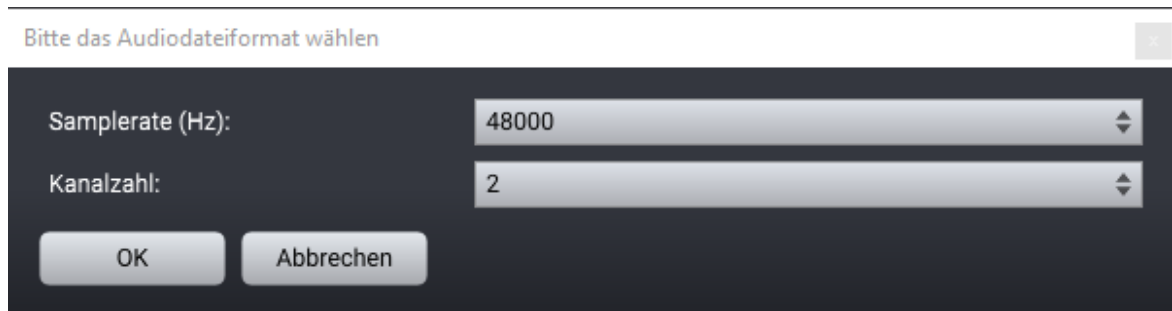 Bitte das Audiodateiformat wählen
x
Samplerate (Hz): 48000
Kanalzahl: 2
OK Abbrechen